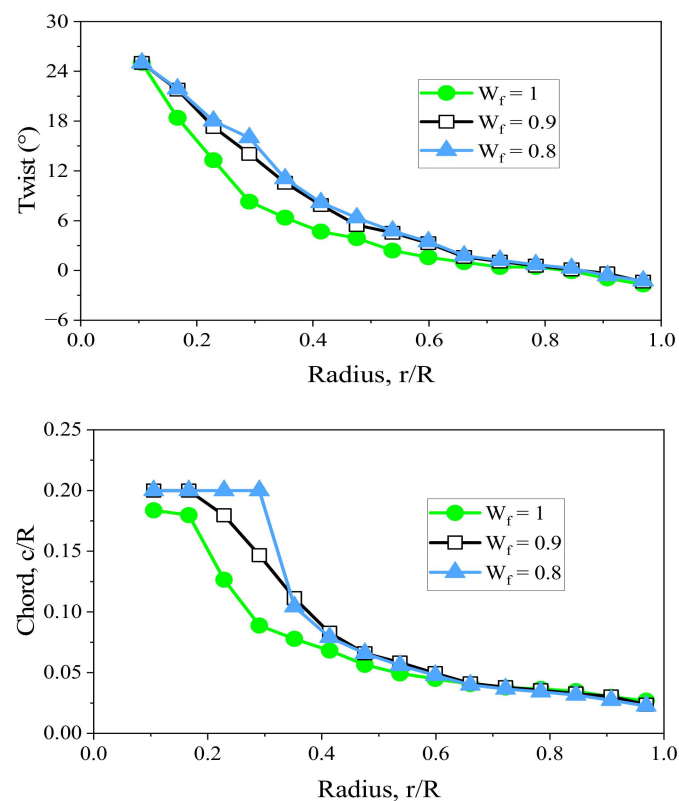 30
24
18
12
6
0
−6
Twist (°)
W_f = 1
W_f = 0.9
W_f = 0.8
0.0 0.2 0.4 0.6 0.8 1.0
Radius, r/R
0.25
0.20
0.15
0.10
0.05
0.00
Chord, c/R
W_f = 1
W_f = 0.9
W_f = 0.8
0.0 0.2 0.4 0.6 0.8 1.0
Radius, r/R